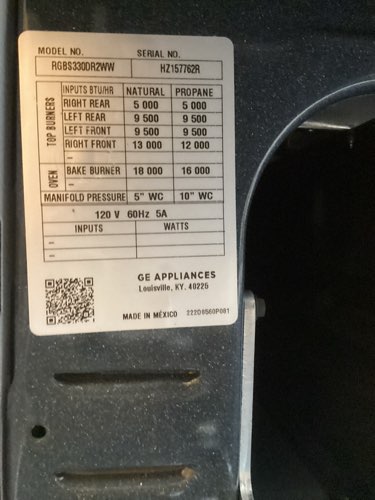 MODEL NO. SERIAL NO.
RGBS330DR2WW HZ157762R
TOP BURNERS
INPUTS BTU/HR NATURAL PROPANE
RIGHT REAR 5 000 5 000
LEFT REAR 9 500 9 500
LEFT FRONT 9 500 9 500
RIGHT FRONT 13 000 12 000
–
OVEN
BAKE BURNER 18 000 16 000
–
MANIFOLD PRESSURE 5" WC 10" WC
120 V 60Hz 5A
INPUTS WATTS
–
–
GE APPLIANCES
Louisville, KY. 40225
MADE IN MÉXICO 222D8560P081